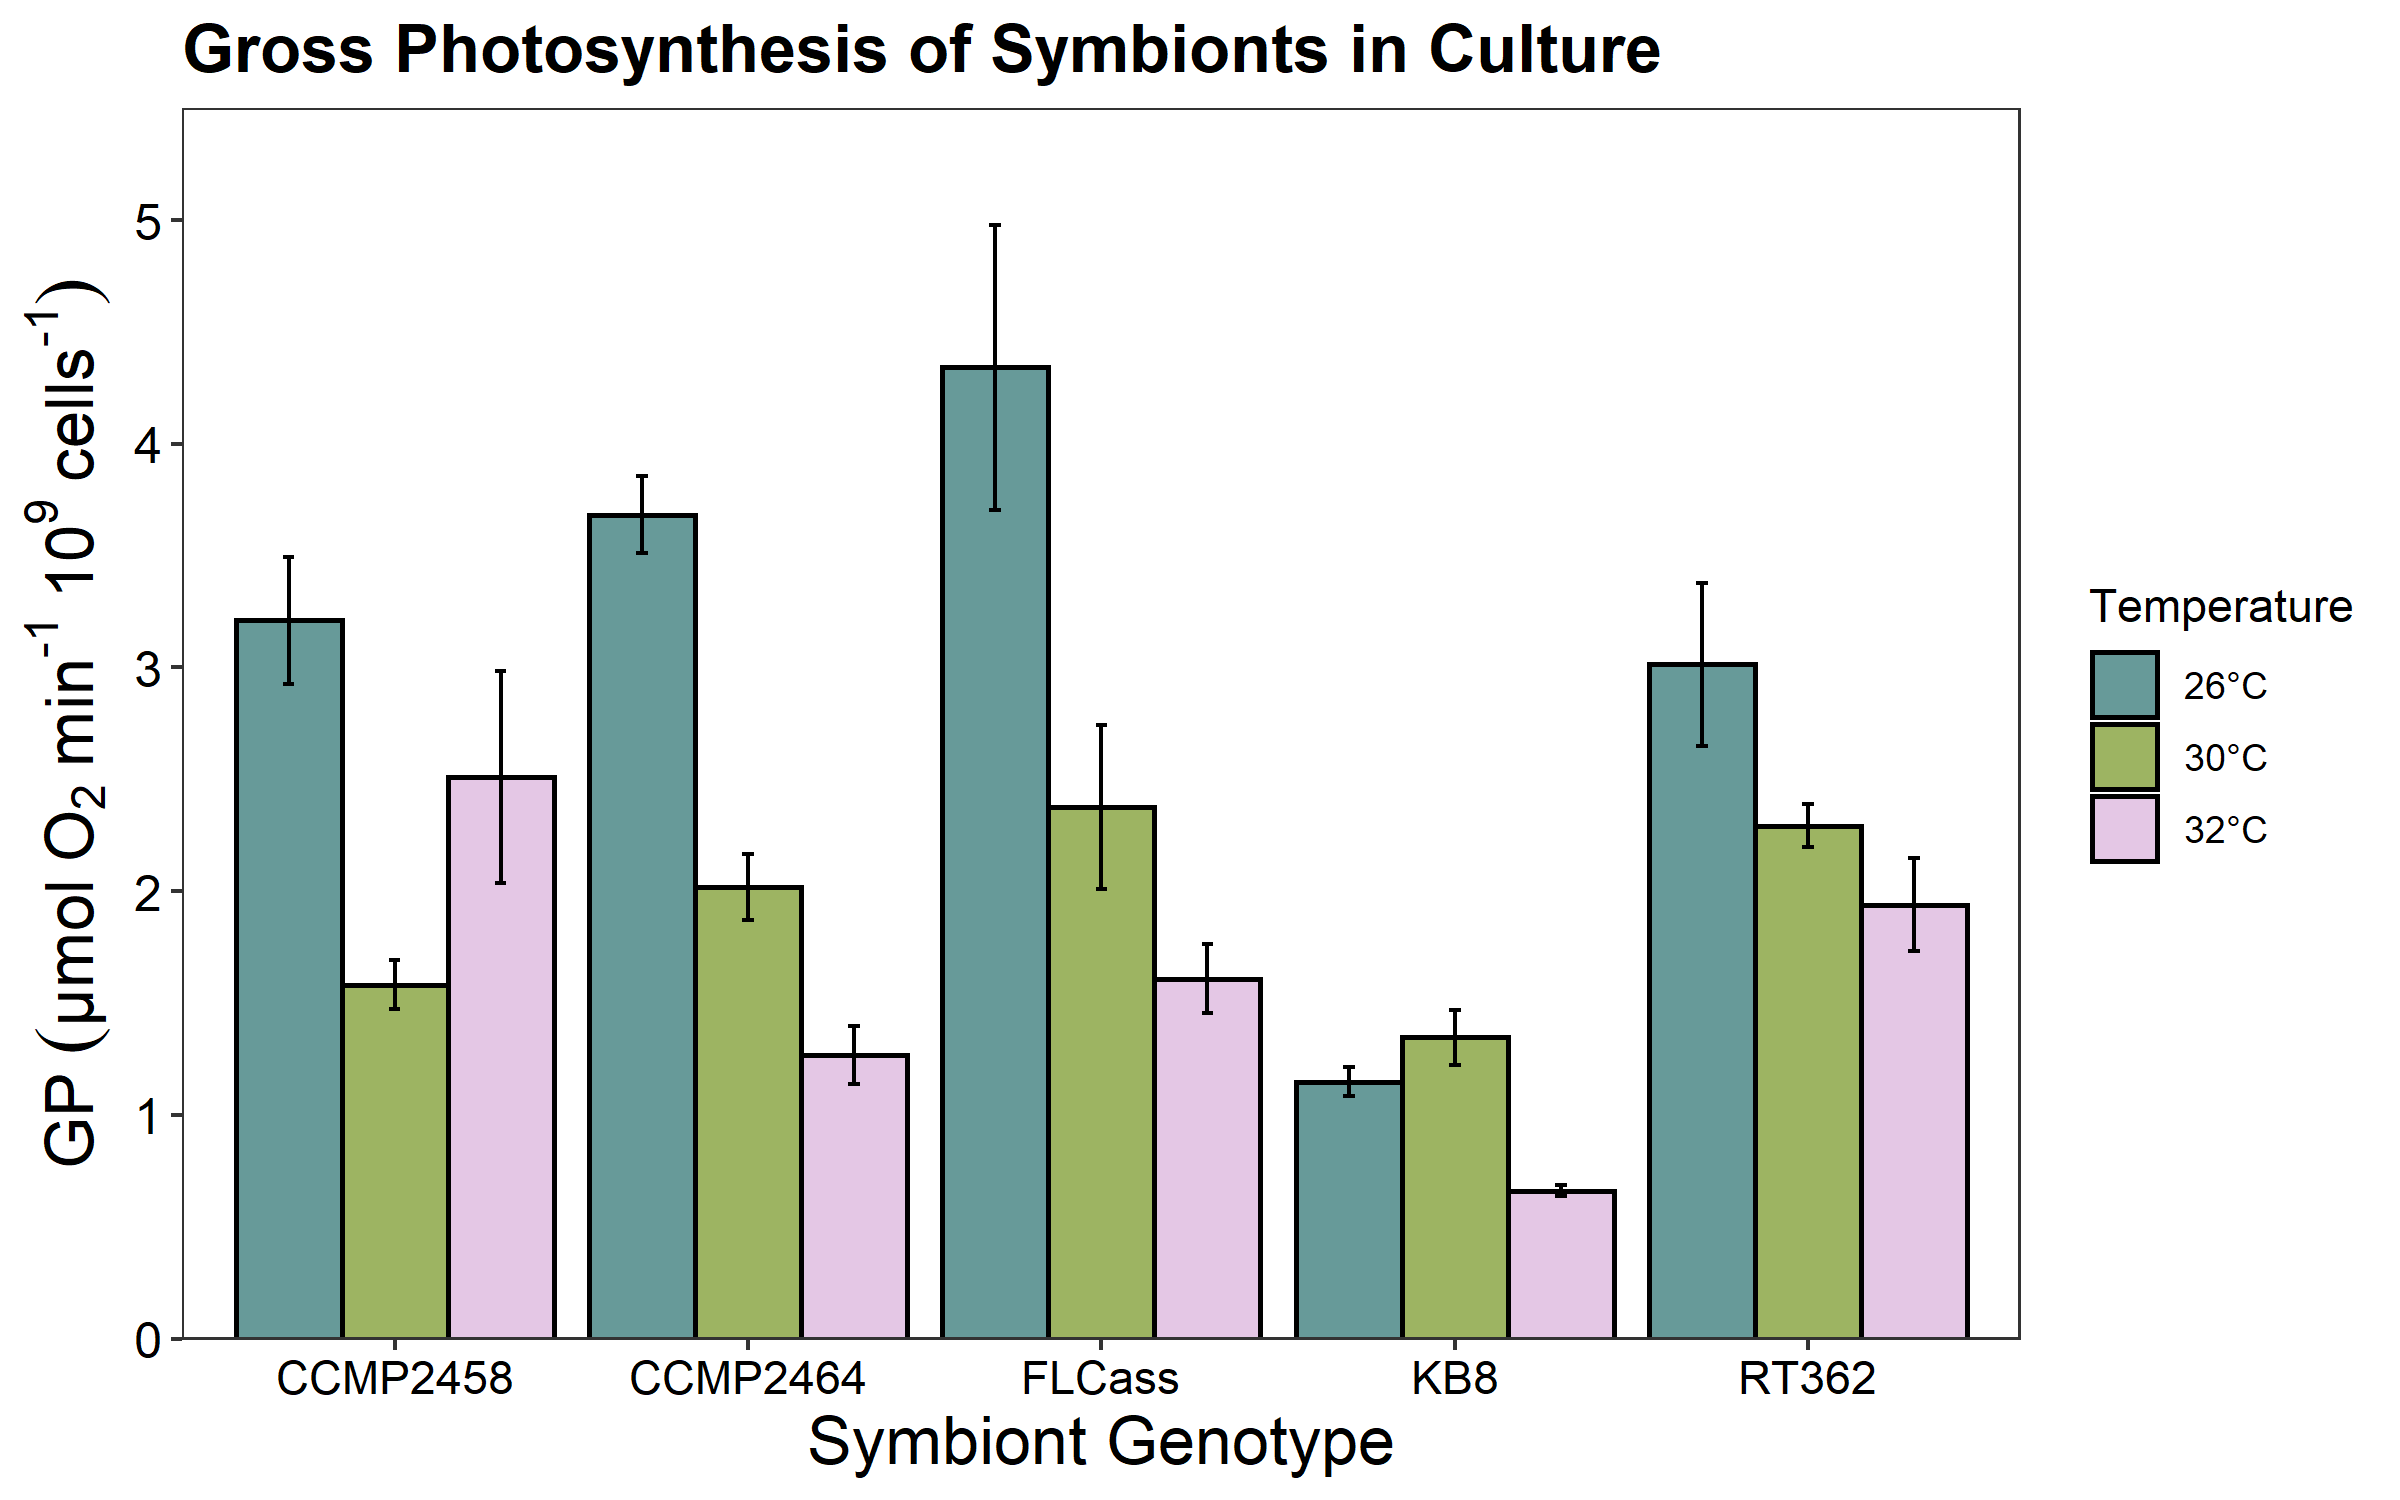 Gross Photosynthesis of Symbionts in Culture
GP (µmol O₂ min⁻¹ 10⁹ cells⁻¹)
5
4
3
2
1
0
CCMP2458 CCMP2464 FLCass KB8 RT362
Symbiont Genotype
Temperature
26°C
30°C
32°C